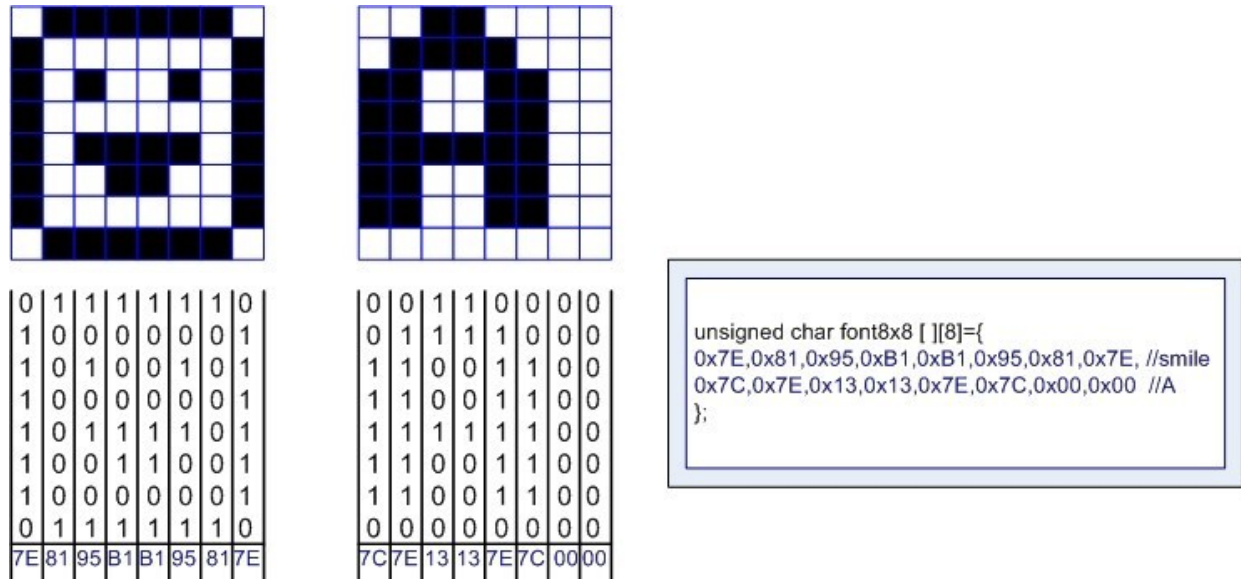 0 1 1 1 1 1 1 0
1 0 0 0 0 0 0 1
1 0 1 0 0 1 0 1
1 0 0 0 0 0 0 1
1 0 1 1 1 1 0 1
1 0 0 1 1 0 0 1
1 0 0 0 0 0 0 1
0 1 1 1 1 1 1 0
7E 81 95 B1 B1 95 81 7E
0 0 1 1 0 0 0 0
0 1 1 1 1 0 0 0
1 1 0 0 1 1 0 0
1 1 0 0 1 1 0 0
1 1 1 1 1 1 0 0
1 1 0 0 1 1 0 0
1 1 0 0 1 1 0 0
0 0 0 0 0 0 0 0
7C 7E 13 13 7E 7C 00 00
unsigned char font8x8 [ ][8]={
0x7E,0x81,0x95,0xB1,0xB1,0x95,0x81,0x7E, //smile
0x7C,0x7E,0x13,0x13,0x7E,0x7C,0x00,0x00 //A
};